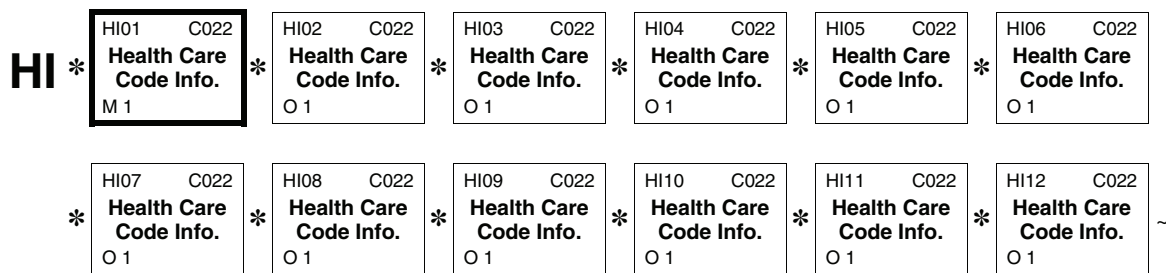 HI01 C022 HI02 C022 HI03 C022 HI04 C022 HI05 C022 HI06 C022
HI * Health Care * Health Care * Health Care * Health Care * Health Care * Health Care
Code Info. Code Info. Code Info. Code Info. Code Info. Code Info.
M 1 O 1 O 1 O 1 O 1 O 1
HI07 C022 HI08 C022 HI09 C022 HI10 C022 HI11 C022 HI12 C022
* Health Care * Health Care * Health Care * Health Care * Health Care * Health Care ~
Code Info. Code Info. Code Info. Code Info. Code Info. Code Info.
O 1 O 1 O 1 O 1 O 1 O 1